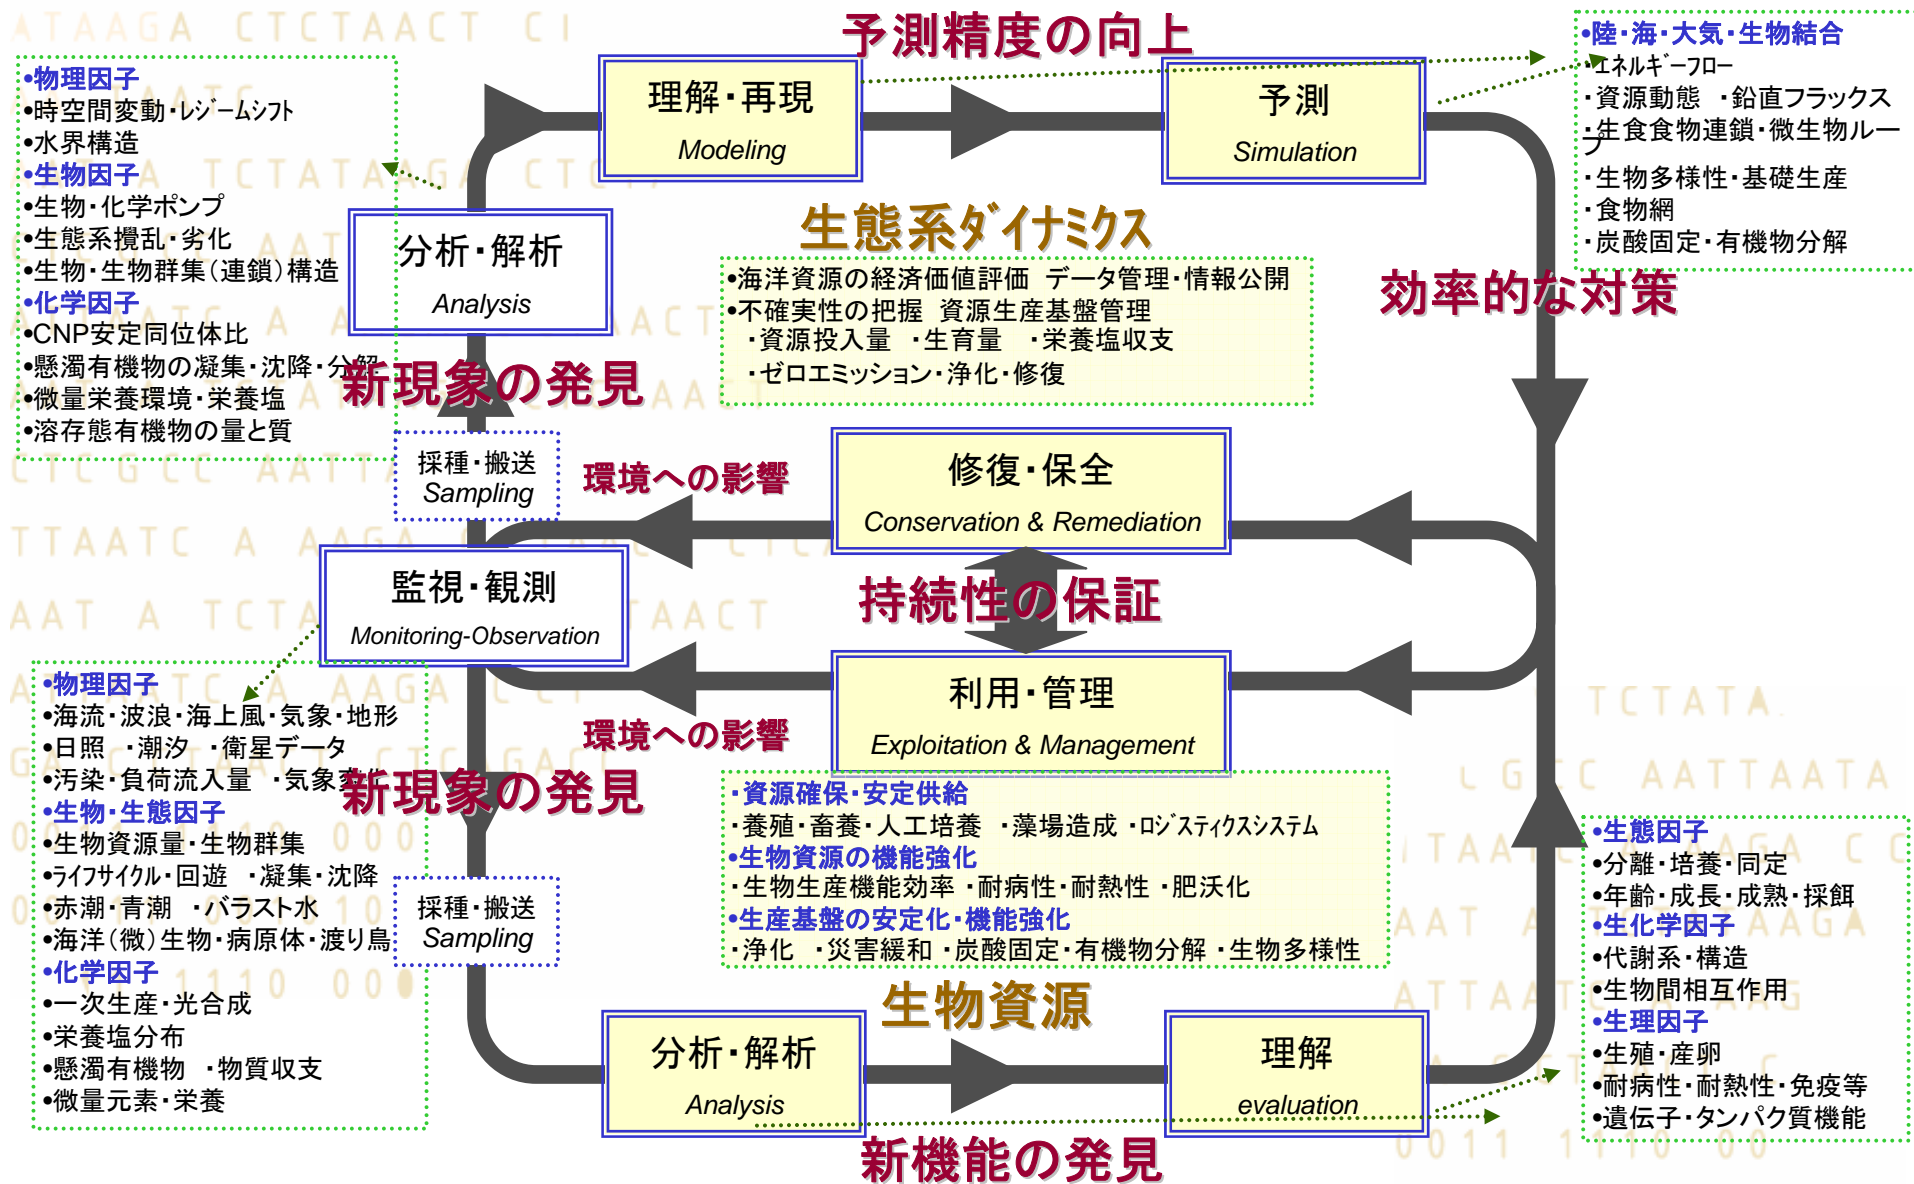 予測精度の向上
•物理因子
•時空間変動・レジームシフト
•水界構造
•生物因子
•生物・化学ポンプ
•生態系攪乱・劣化
•生物・生物群集(連鎖)構造
•化学因子
•CNP安定同位体比
•懸濁有機物の凝集・沈降・分解
•微量栄養環境・栄養塩
•溶存態有機物の量と質
理解・再現
Modeling
予測
Simulation
•陸・海・大気・生物結合
・エネルギーフロー
・資源動態 ・鉛直フラックス
・生食食物連鎖・微生物ルー
プ
・生物多様性・基礎生産
・食物網
・炭酸固定・有機物分解
分析・解析
Analysis
生態系ダイナミクス
•海洋資源の経済価値評価 データ管理・情報公開
•不確実性の把握 資源生産基盤管理
・資源投入量 ・生育量 ・栄養塩収支
・ゼロエミッション・浄化・修復
効率的な対策
新現象の発見
採種・搬送
Sampling
環境への影響
修復・保全
Conservation & Remediation
持続性の保証
監視・観測
Monitoring-Observation
利用・管理
Exploitation & Management
環境への影響
•物理因子
•海流・波浪・海上風・気象・地形
•日照 ・潮汐 ・衛星データ
•汚染・負荷流入量 ・気象変化
•生物・生態因子
•生物資源量・生物群集
•ライフサイクル・回遊 ・凝集・沈降
•赤潮・青潮 ・バラスト水
•海洋(微)生物・病原体・渡り鳥
•化学因子
•一次生産・光合成
•栄養塩分布
•懸濁有機物 ・物質収支
•微量元素・栄養
新現象の発見
採種・搬送
Sampling
・資源確保・安定供給
・養殖・畜養・人工培養 ・藻場造成 ・ロジスティクスシステム
•生物資源の機能強化
・生物生産機能効率 ・耐病性・耐熱性 ・肥沃化
•生産基盤の安定化・機能強化
・浄化 ・災害緩和 ・炭酸固定・有機物分解 ・生物多様性
生物資源
分析・解析
Analysis
理解
evaluation
新機能の発見
•生態因子
•分離・培養・同定
•年齢・成長・成熟・採餌
•生化学因子
•代謝系・構造
•生物間相互作用
•生理因子
•生殖・産卵
•耐病性・耐熱性・免疫等
•遺伝子・タンパク質機能